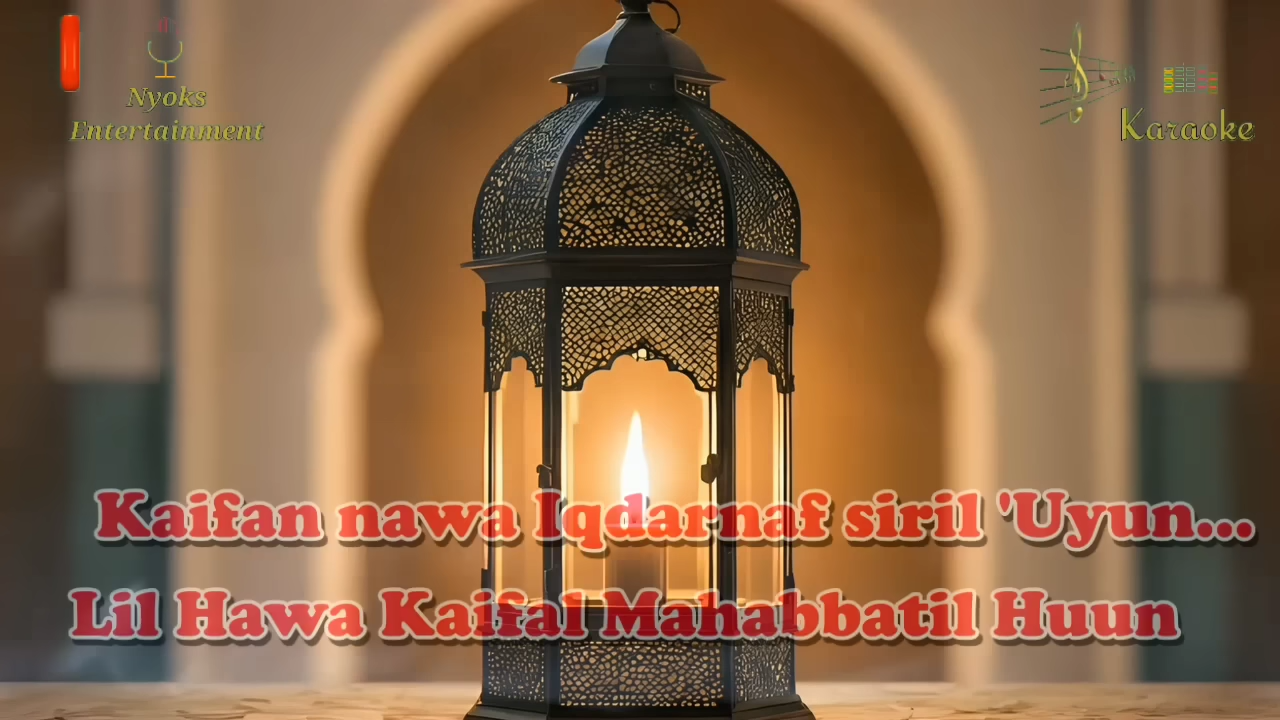 Nyoks
Entertainment
Karaoke
Kaifan nawa Iqdarnaf siril 'Uyun...
Lil Hawa Kaifal Mahabbatil Huun